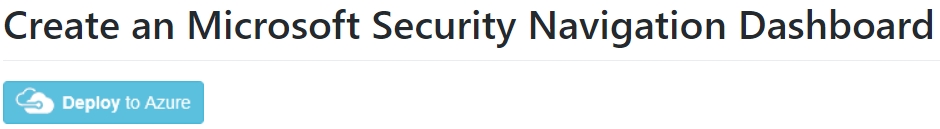 Create an Microsoft Security Navigation Dashboard
Deploy to Azure